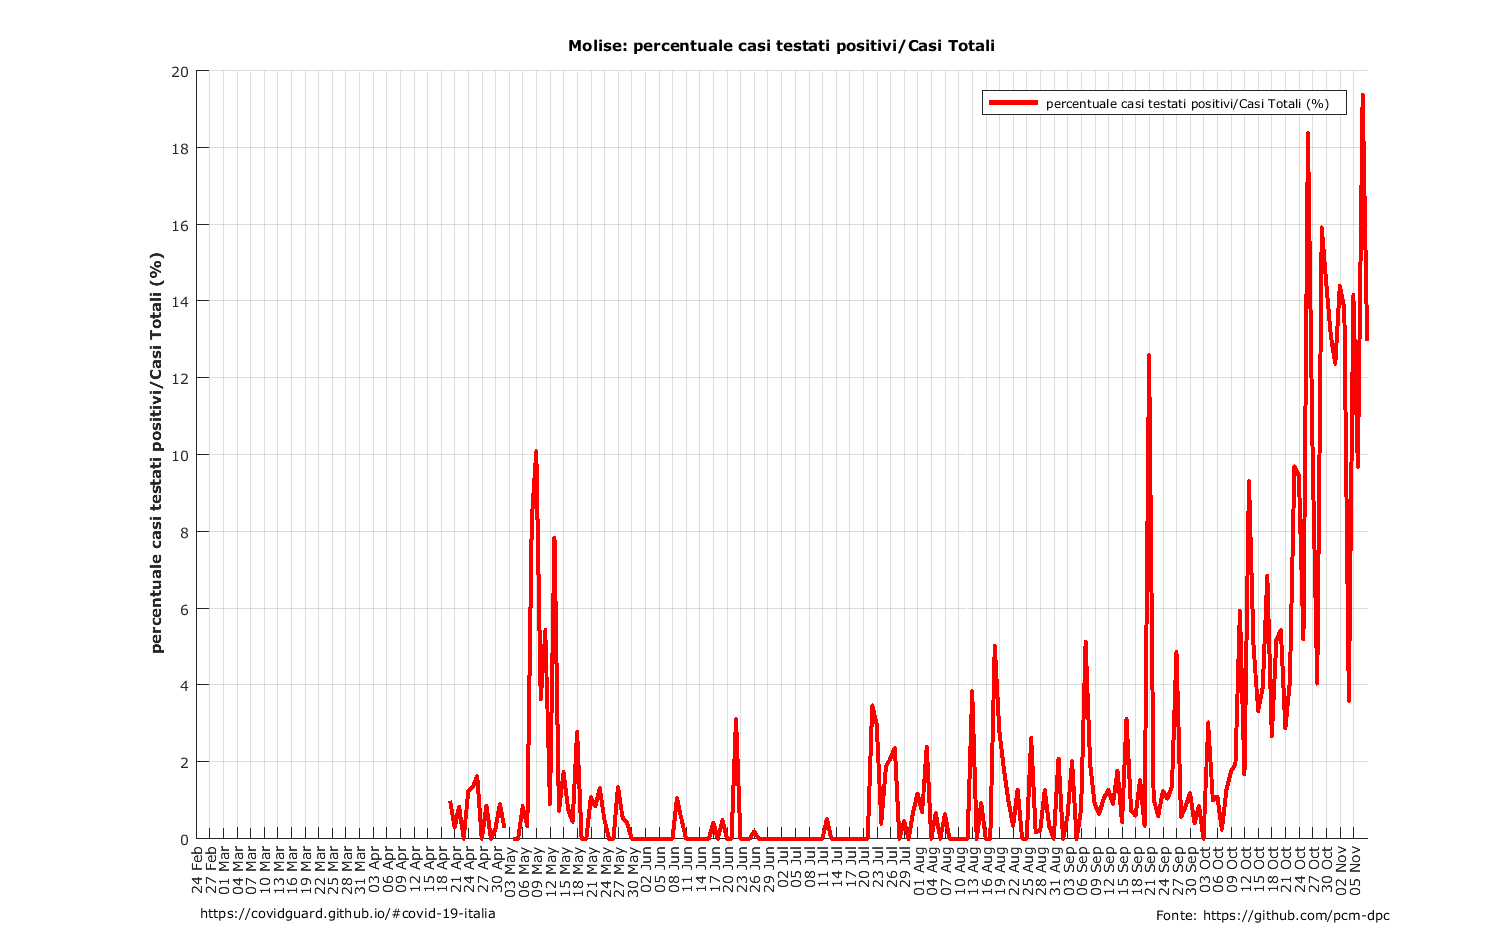 Molise: percentuale casi testati positivi/Casi Totali
percentuale casi testati positivi/Casi Totali (%)
percentuale casi testati positivi/Casi Totali (%)
20
18
16
14
12
10
8
6
4
2
0
24 Feb
27 Feb
01 Mar
04 Mar
07 Mar
10 Mar
13 Mar
16 Mar
19 Mar
22 Mar
25 Mar
28 Mar
31 Mar
03 Apr
06 Apr
09 Apr
12 Apr
15 Apr
18 Apr
21 Apr
24 Apr
27 Apr
30 Apr
03 May
06 May
09 May
12 May
15 May
18 May
21 May
24 May
27 May
30 May
02 Jun
05 Jun
08 Jun
11 Jun
14 Jun
17 Jun
20 Jun
23 Jun
26 Jun
29 Jun
02 Jul
05 Jul
08 Jul
11 Jul
14 Jul
17 Jul
20 Jul
23 Jul
26 Jul
29 Jul
01 Aug
04 Aug
07 Aug
10 Aug
13 Aug
16 Aug
19 Aug
22 Aug
25 Aug
28 Aug
31 Aug
03 Sep
06 Sep
09 Sep
12 Sep
15 Sep
18 Sep
21 Sep
24 Sep
27 Sep
30 Sep
03 Oct
06 Oct
09 Oct
12 Oct
15 Oct
18 Oct
21 Oct
24 Oct
27 Oct
30 Oct
02 Nov
05 Nov
https://covidguard.github.io/#covid-19-italia
Fonte: https://github.com/pcm-dpc